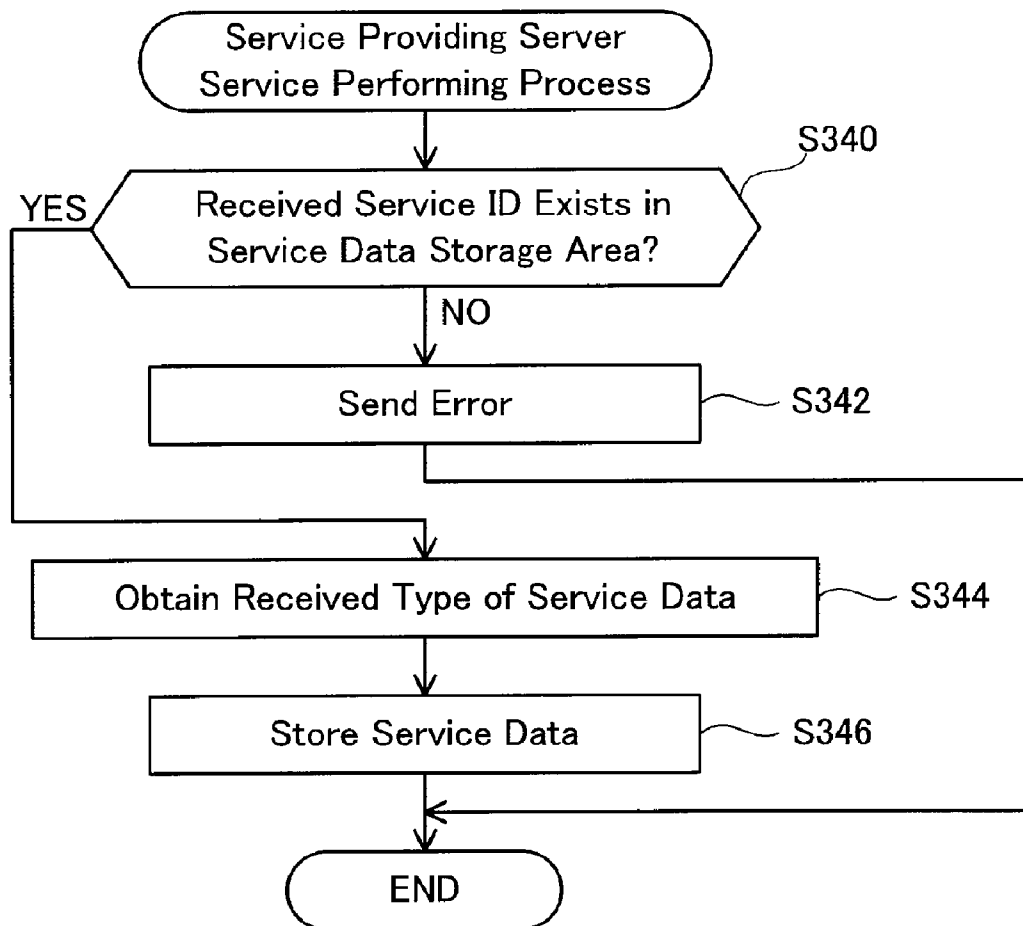 Service Providing Server
Service Performing Process
S340
YES
Received Service ID Exists in
Service Data Storage Area?
NO
Send Error
S342
Obtain Received Type of Service Data
S344
Store Service Data
S346
END